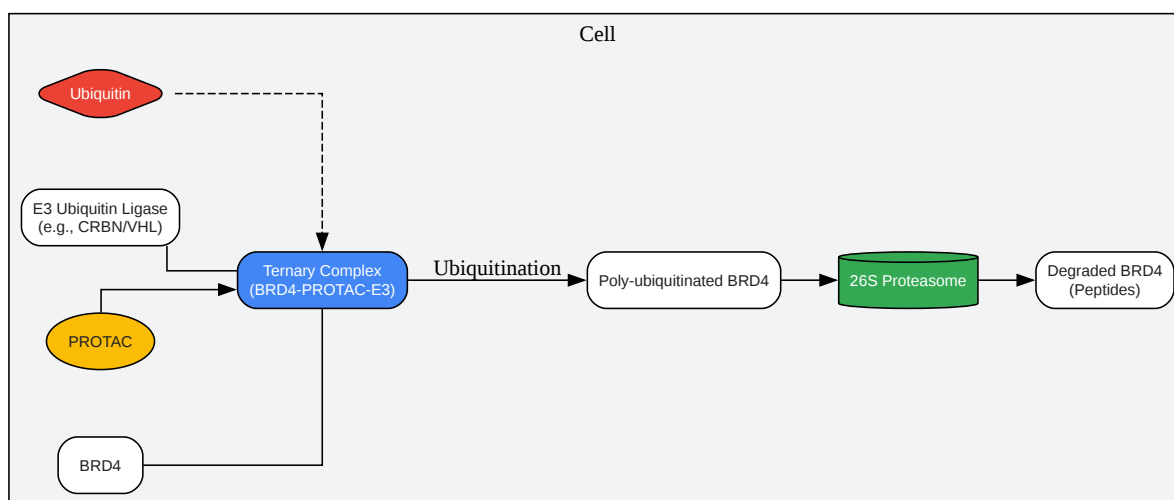 Cell
Ubiquitin
E3 Ubiquitin Ligase
(e.g., CRBN/VHL)
Ternary Complex
(BRD4-PROTAC-E3)
Ubiquitination
Poly-ubiquitinated BRD4
26S Proteasome
Degraded BRD4
(Peptides)
PROTAC
BRD4